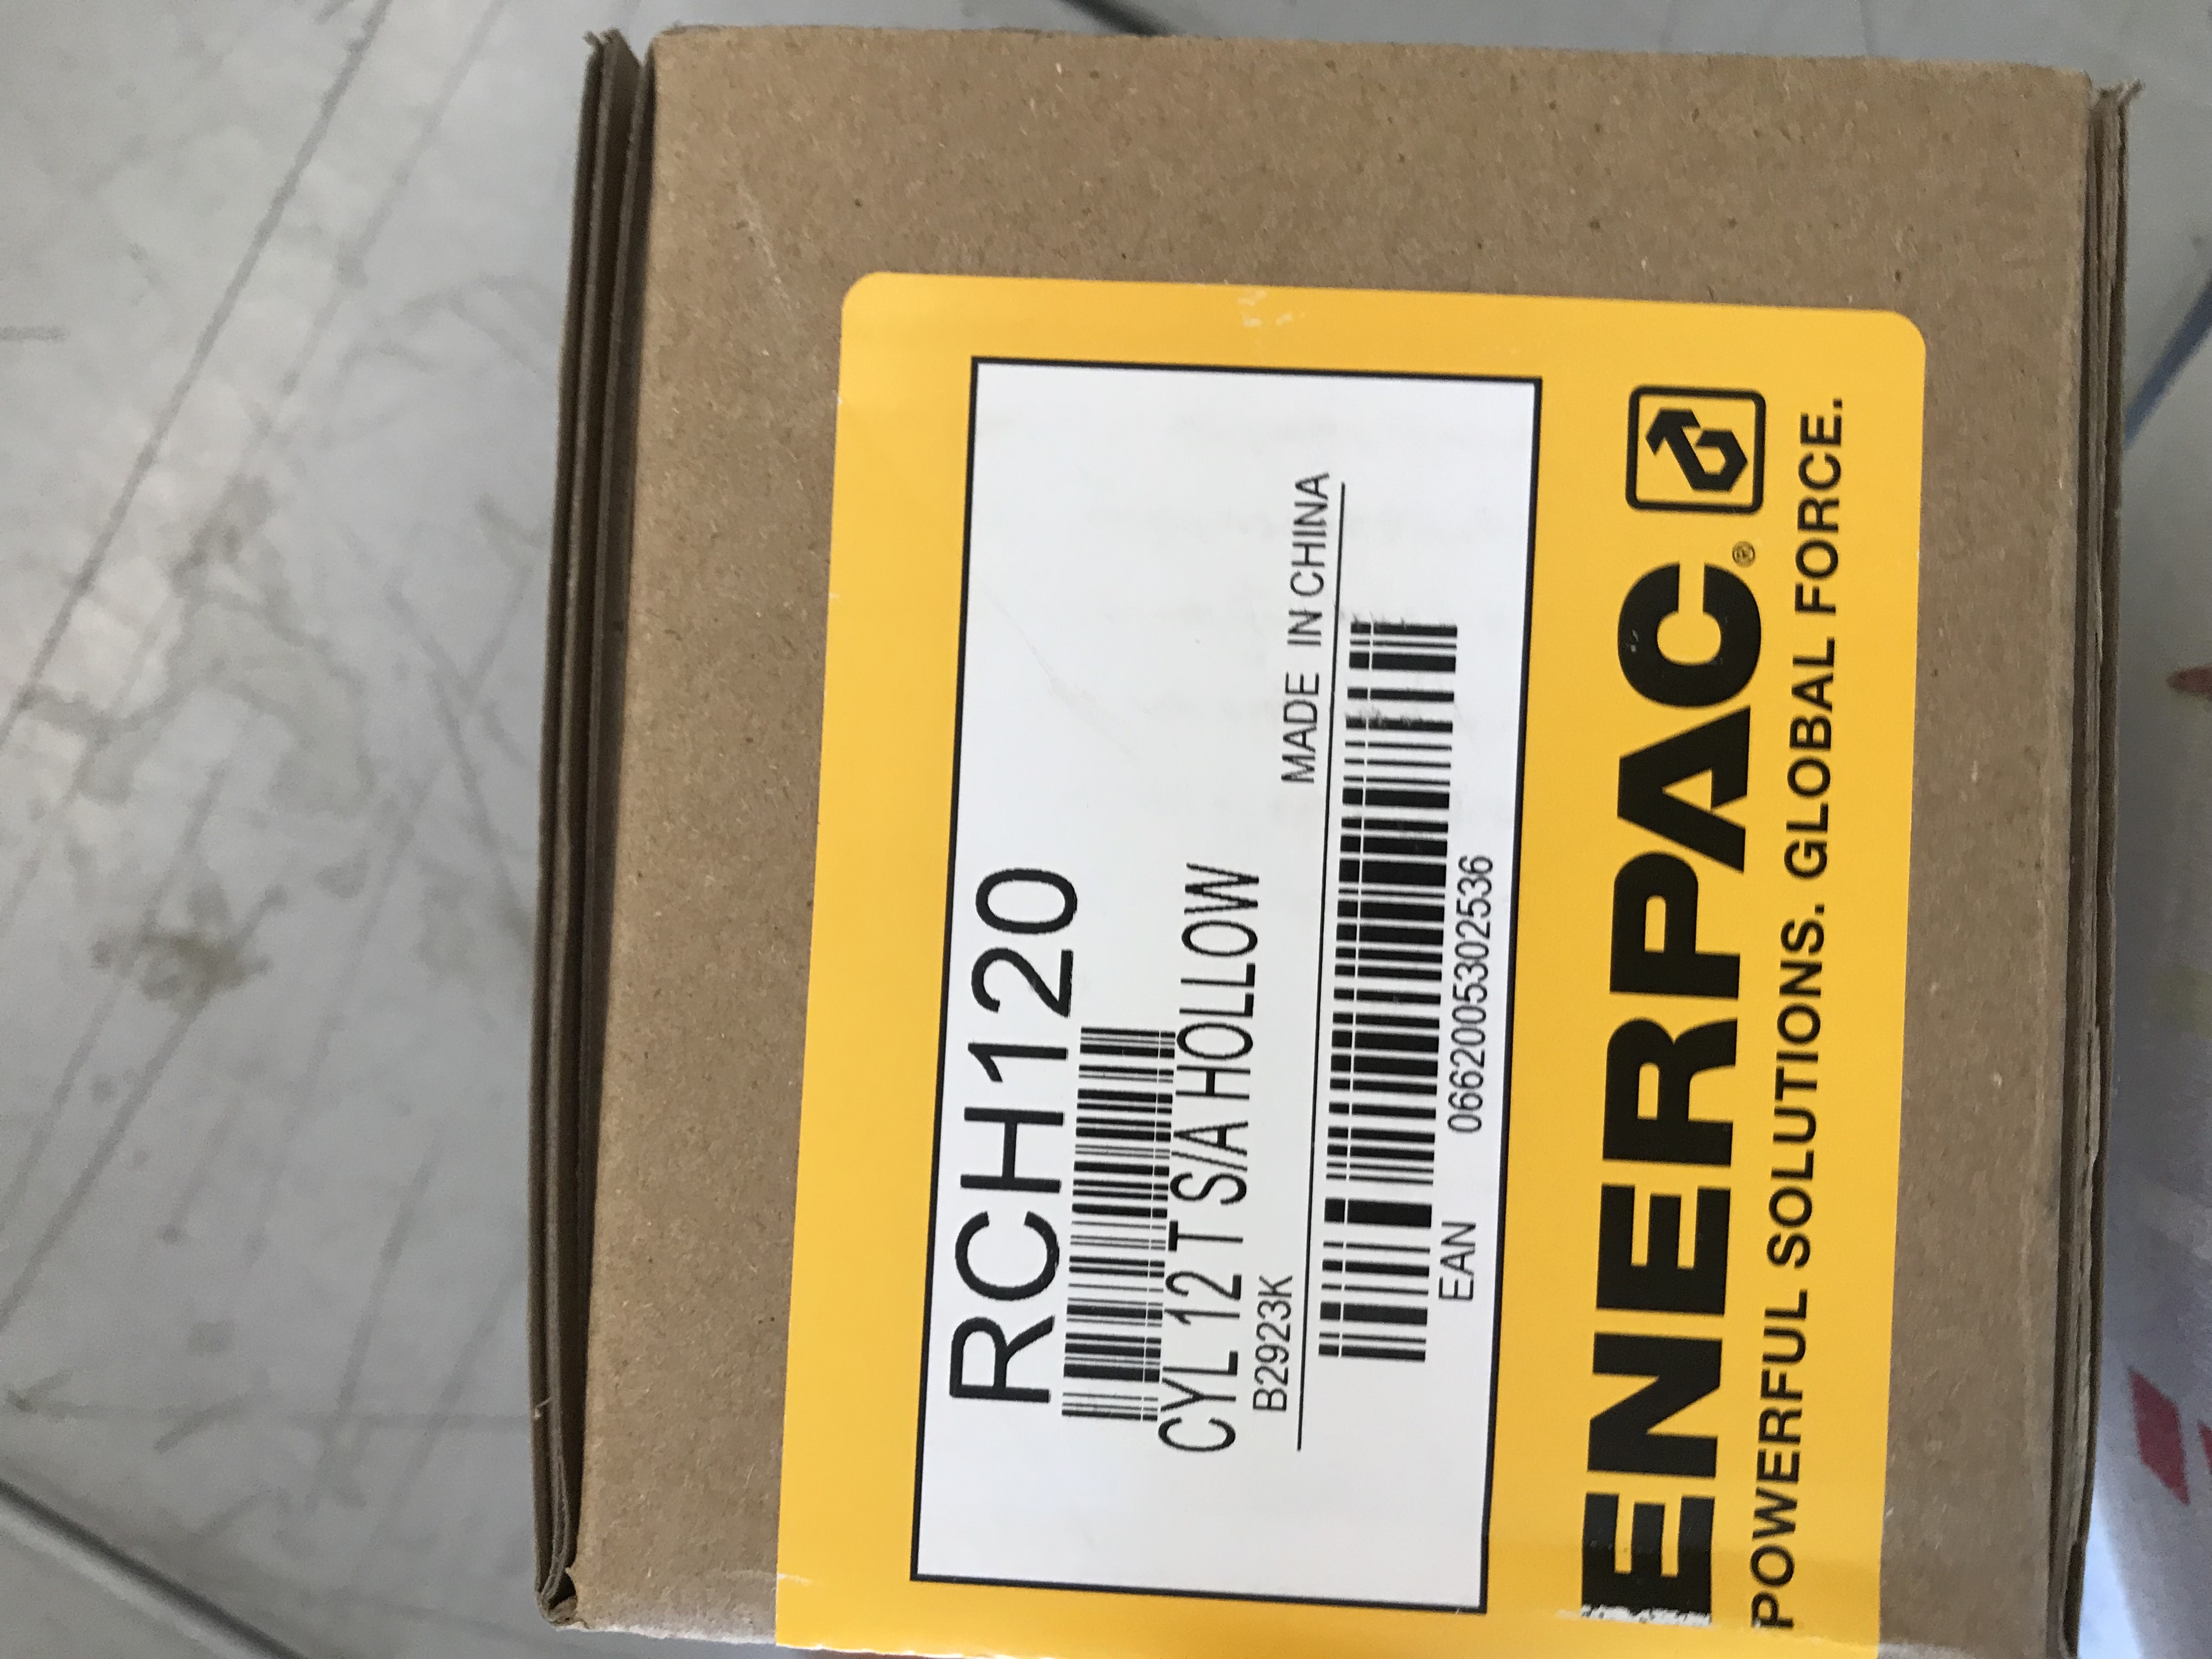 RCH120
CYL 12 T S/A HOLLOW
B2923K
MADE IN CHINA
EAN 0662005302536
ENERPAC®
POWERFUL SOLUTIONS. GLOBAL FORCE.